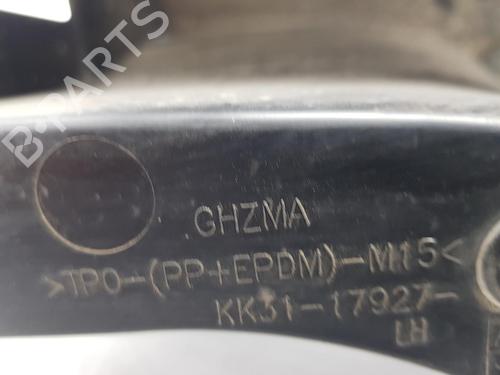 B-PARTS
GHZMA
>TPO-(PP+EPDM)-M15<
KK31-17927-
LH